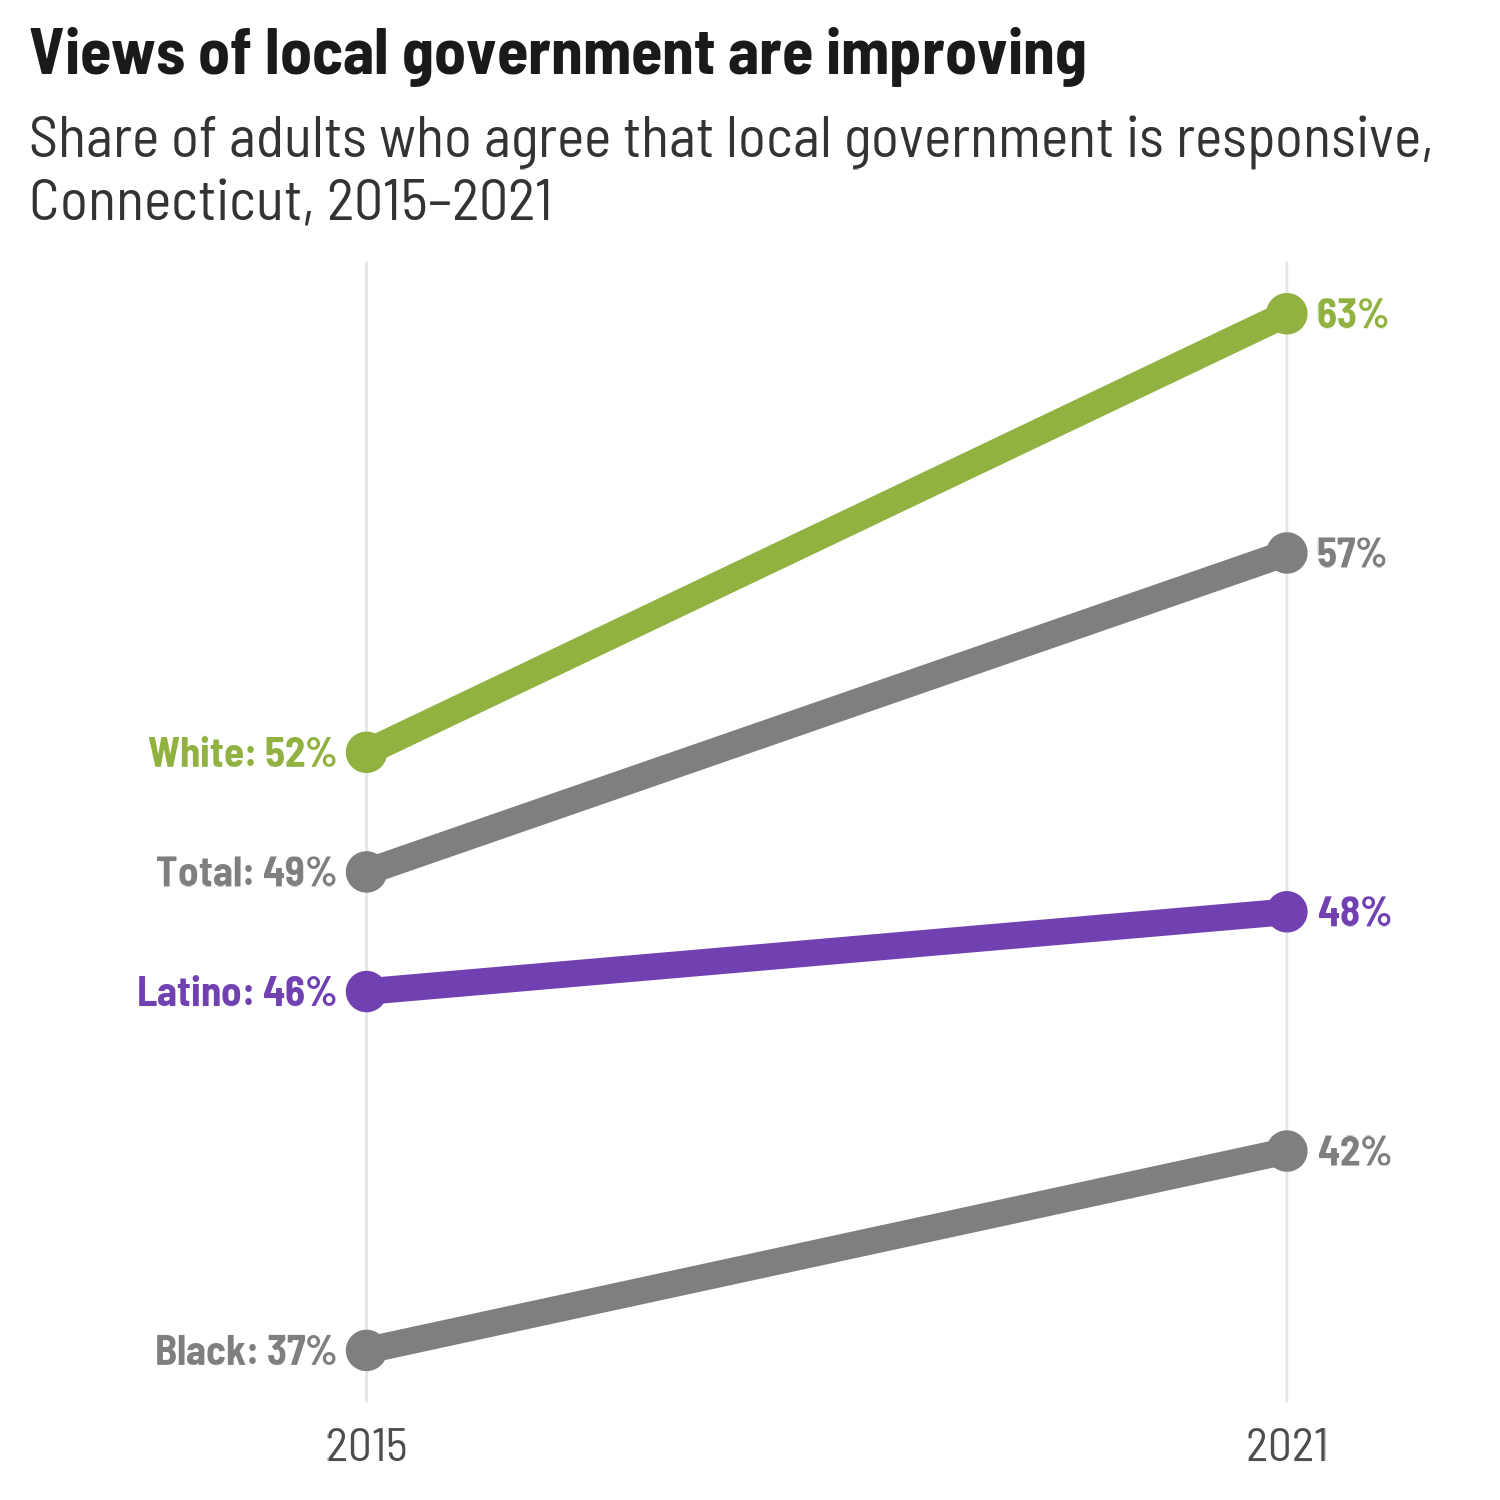 Views of local government are improving
Share of adults who agree that local government is responsive,
Connecticut, 2015–2021
63%
57%
White: 52%
Total: 49%
48%
Latino: 46%
42%
Black: 37%
2015
2021